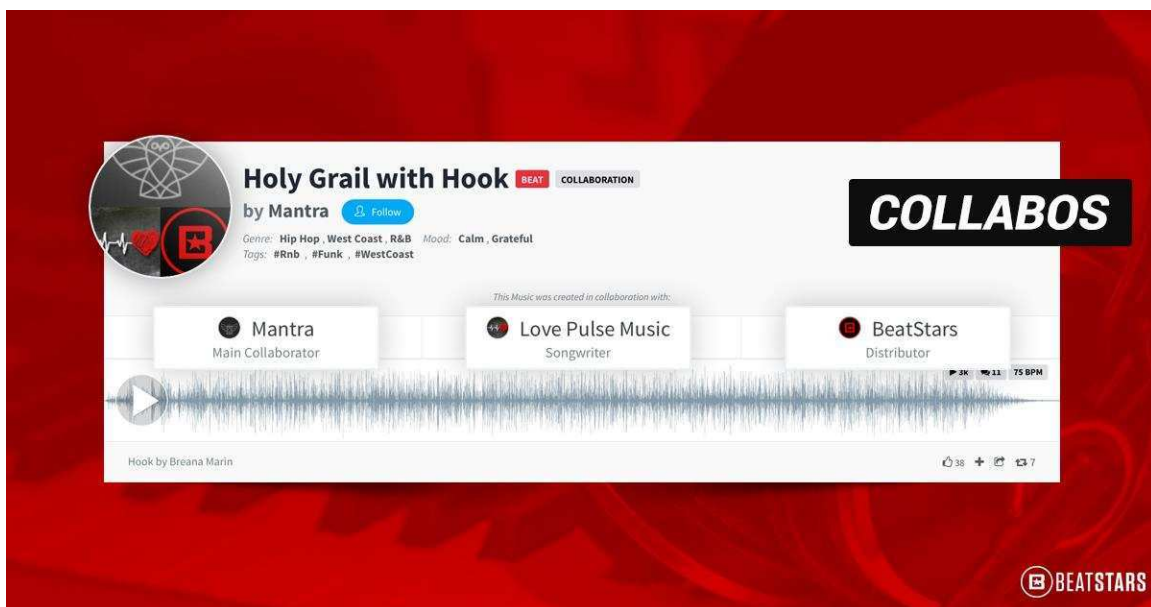 Holy Grail with Hook BEAT COLLABORATION
by Mantra Follow
Genre: Hip Hop , West Coast , R&B Mood: Calm , Grateful
Tags: #Rnb , #Funk , #WestCoast
COLLABOS
This Music was created in collaboration with:
Mantra
Main Collaborator
Love Pulse Music
Songwriter
BeatStars
Distributor
3K 11 75 BPM
Hook by Breana Marin
38 7
BEATSTARS